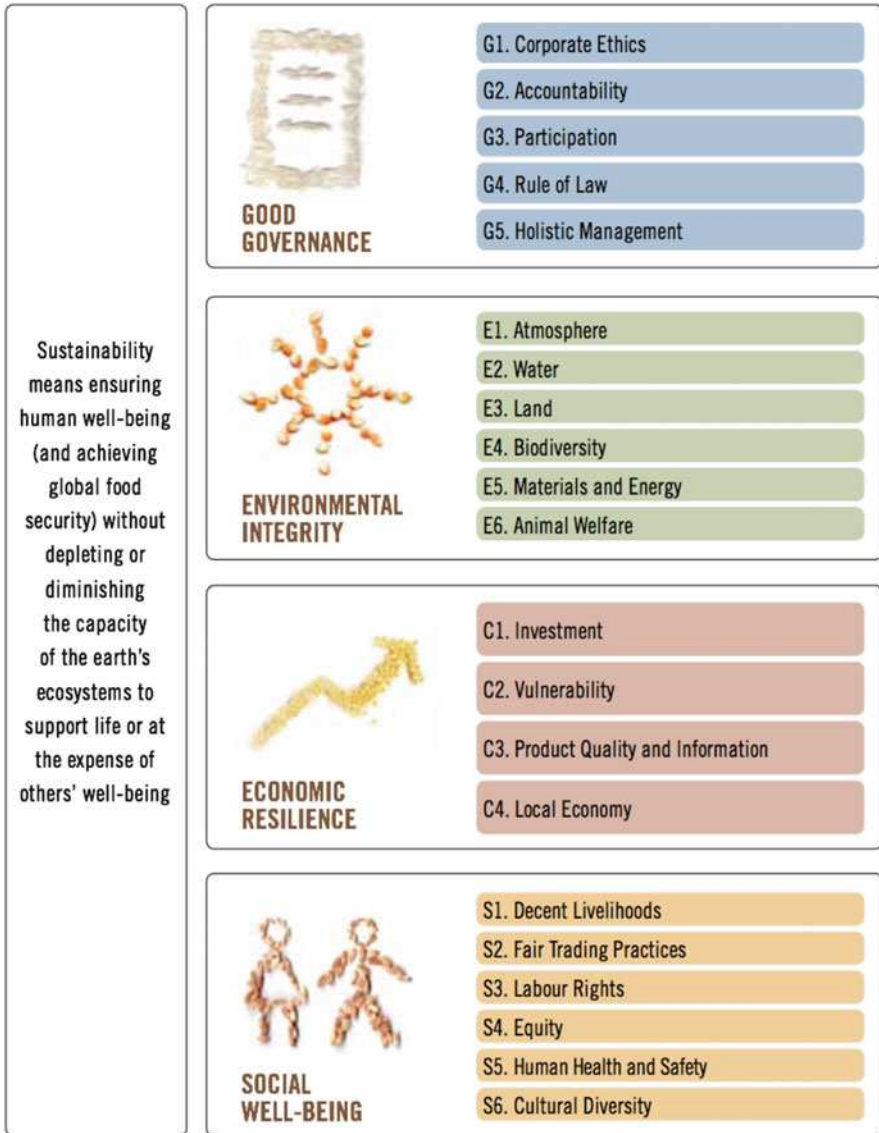 Sustainability
means ensuring
human well-being
(and achieving
global food
security) without
depleting or
diminishing
the capacity
of the earth's
ecosystems to
support life or at
the expense of
others' well-being
GOOD
GOVERNANCE
G1. Corporate Ethics
G2. Accountability
G3. Participation
G4. Rule of Law
G5. Holistic Management
ENVIRONMENTAL
INTEGRITY
E1. Atmosphere
E2. Water
E3. Land
E4. Biodiversity
E5. Materials and Energy
E6. Animal Welfare
ECONOMIC
RESILIENCE
C1. Investment
C2. Vulnerability
C3. Product Quality and Information
C4. Local Economy
SOCIAL
WELL-BEING
S1. Decent Livelihoods
S2. Fair Trading Practices
S3. Labour Rights
S4. Equity
S5. Human Health and Safety
S6. Cultural Diversity